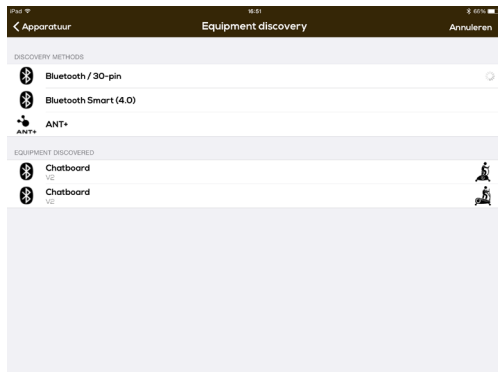 iPad 16:51 66%
Apparatuur Equipment discovery Annuleren
DISCOVERY METHODS
Bluetooth / 30-pin
Bluetooth Smart (4.0)
ANT+ ANT+
EQUIPMENT DISCOVERED
Chatboard
V2
Chatboard
V2